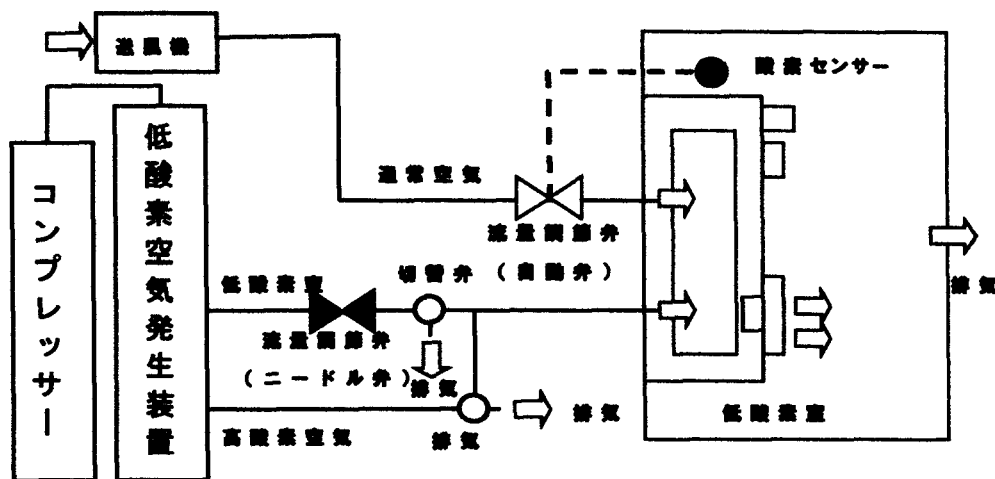 送風機
酸素センサー
低酸素空気発生装置
コンプレッサー
通常空気
流量調節弁
（自動弁）
切替弁
低酸素空
流量調節弁
（ニードル弁）
排気
排気
排気
高酸素空気
排気
低酸素室